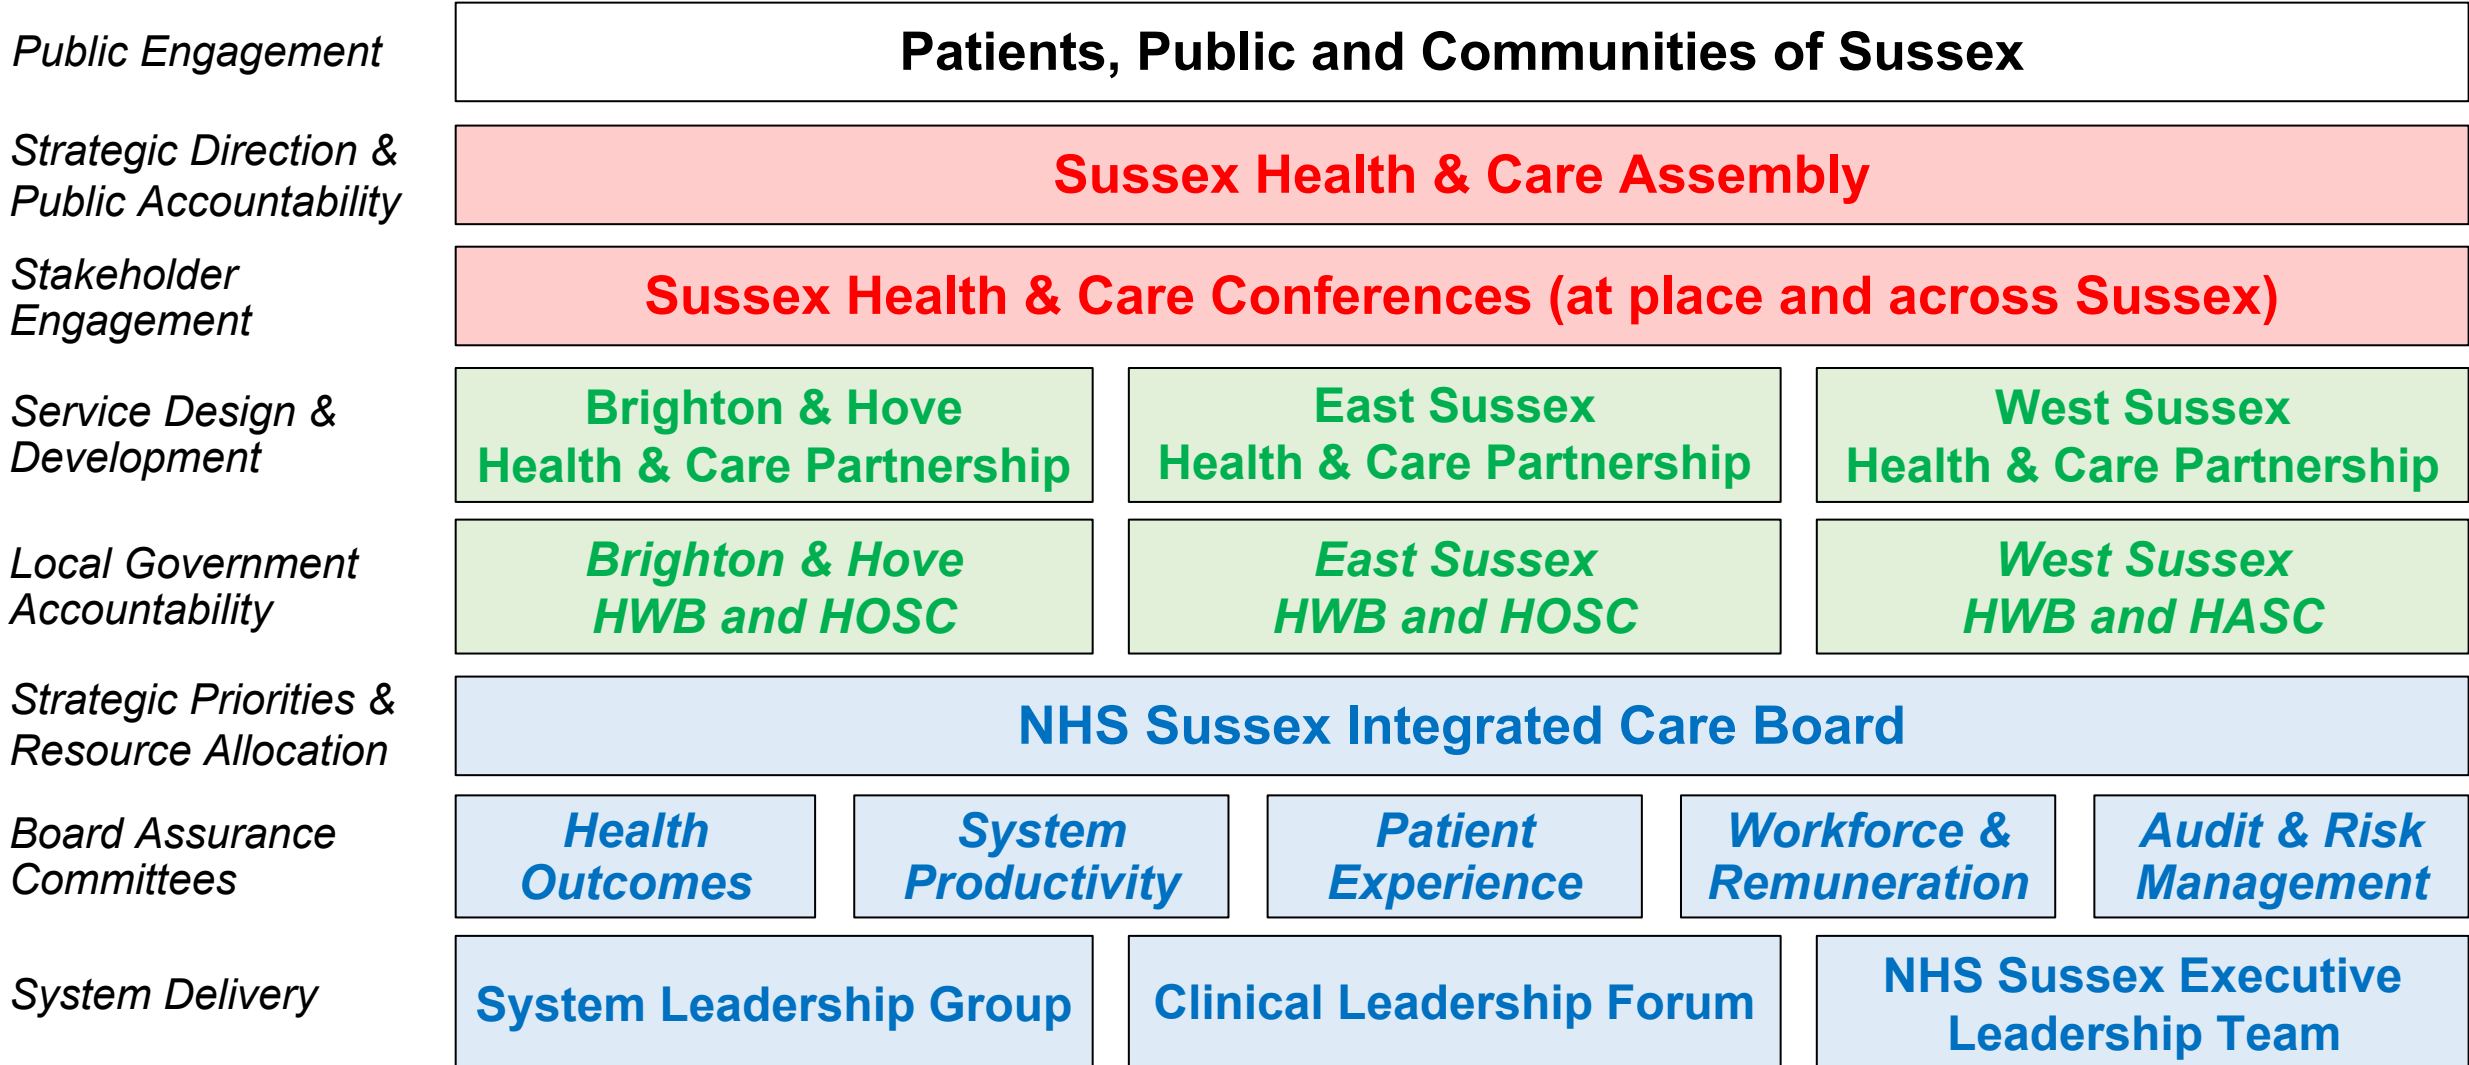 Public Engagement
Patients, Public and Communities of Sussex
Strategic Direction &
Public Accountability
Sussex Health & Care Assembly
Stakeholder
Engagement
Sussex Health & Care Conferences (at place and across Sussex)
Service Design &
Development
Brighton & Hove
Health & Care Partnership
East Sussex
Health & Care Partnership
West Sussex
Health & Care Partnership
Local Government
Accountability
Brighton & Hove
HWB and HOSC
East Sussex
HWB and HOSC
West Sussex
HWB and HASC
Strategic Priorities &
Resource Allocation
NHS Sussex Integrated Care Board
Board Assurance
Committees
Health
Outcomes
System
Productivity
Patient
Experience
Workforce &
Remuneration
Audit & Risk
Management
System Delivery
System Leadership Group
Clinical Leadership Forum
NHS Sussex Executive
Leadership Team